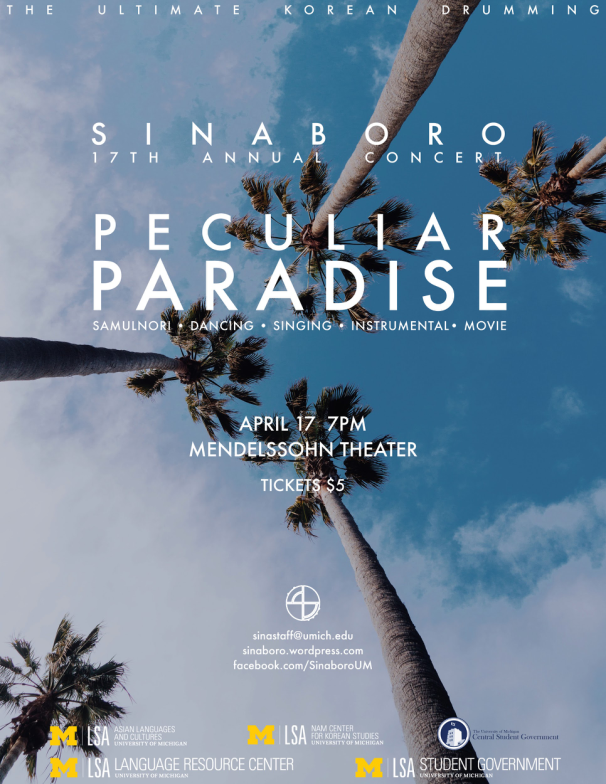 THE ULTIMATE KOREAN DRUMMING
SINABORO
17TH ANNUAL CONCERT
PECULIAR
PARADISE
SAMULNORI • DANCING • SINGING • INSTRUMENTAL • MOVIE
APRIL 17 7PM
MENDELSSOHN THEATER
TICKETS $5
sinastaff@umich.edu
sinaboro.wordpress.com
facebook.com/SinaboroUM
M LSA ASIAN LANGUAGES
AND CULTURES
UNIVERSITY OF MICHIGAN
M LSA NAM CENTER
FOR KOREAN STUDIES
UNIVERSITY OF MICHIGAN
The University of Michigan
Central Student Government
M LSA LANGUAGE RESOURCE CENTER
UNIVERSITY OF MICHIGAN
M LSA STUDENT GOVERNMENT
UNIVERSITY OF MICHIGAN